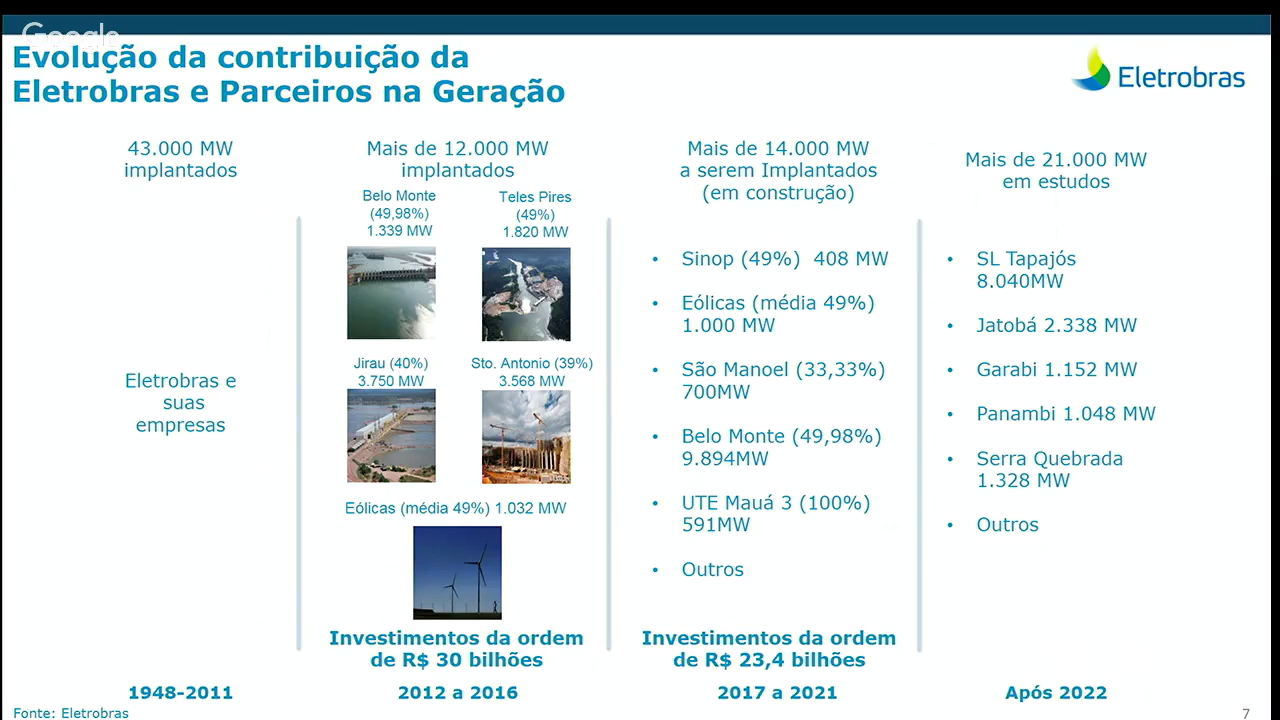 Google
Evolução da contribuição da
Eletrobras e Parceiros na Geração
Eletrobras
43.000 MW
implantados
Eletrobras e
suas
empresas
1948-2011
Mais de 12.000 MW
implantados
Belo Monte
(49,98%)
1.339 MW
Teles Pires
(49%)
1.820 MW
Jirau (40%)
3.750 MW
Sto. Antonio (39%)
3.568 MW
Eólicas (média 49%) 1.032 MW
Investimentos da ordem
de R$ 30 bilhões
2012 a 2016
Mais de 14.000 MW
a serem Implantados
(em construção)
• Sinop (49%) 408 MW
• Eólicas (média 49%)
1.000 MW
• São Manoel (33,33%)
700MW
• Belo Monte (49,98%)
9.894MW
• UTE Mauá 3 (100%)
591MW
• Outros
Investimentos da ordem
de R$ 23,4 bilhões
2017 a 2021
Mais de 21.000 MW
em estudos
• SL Tapajós
8.040MW
• Jatobá 2.338 MW
• Garabi 1.152 MW
• Panambi 1.048 MW
• Serra Quebrada
1.328 MW
• Outros
Após 2022
Fonte: Eletrobras
7